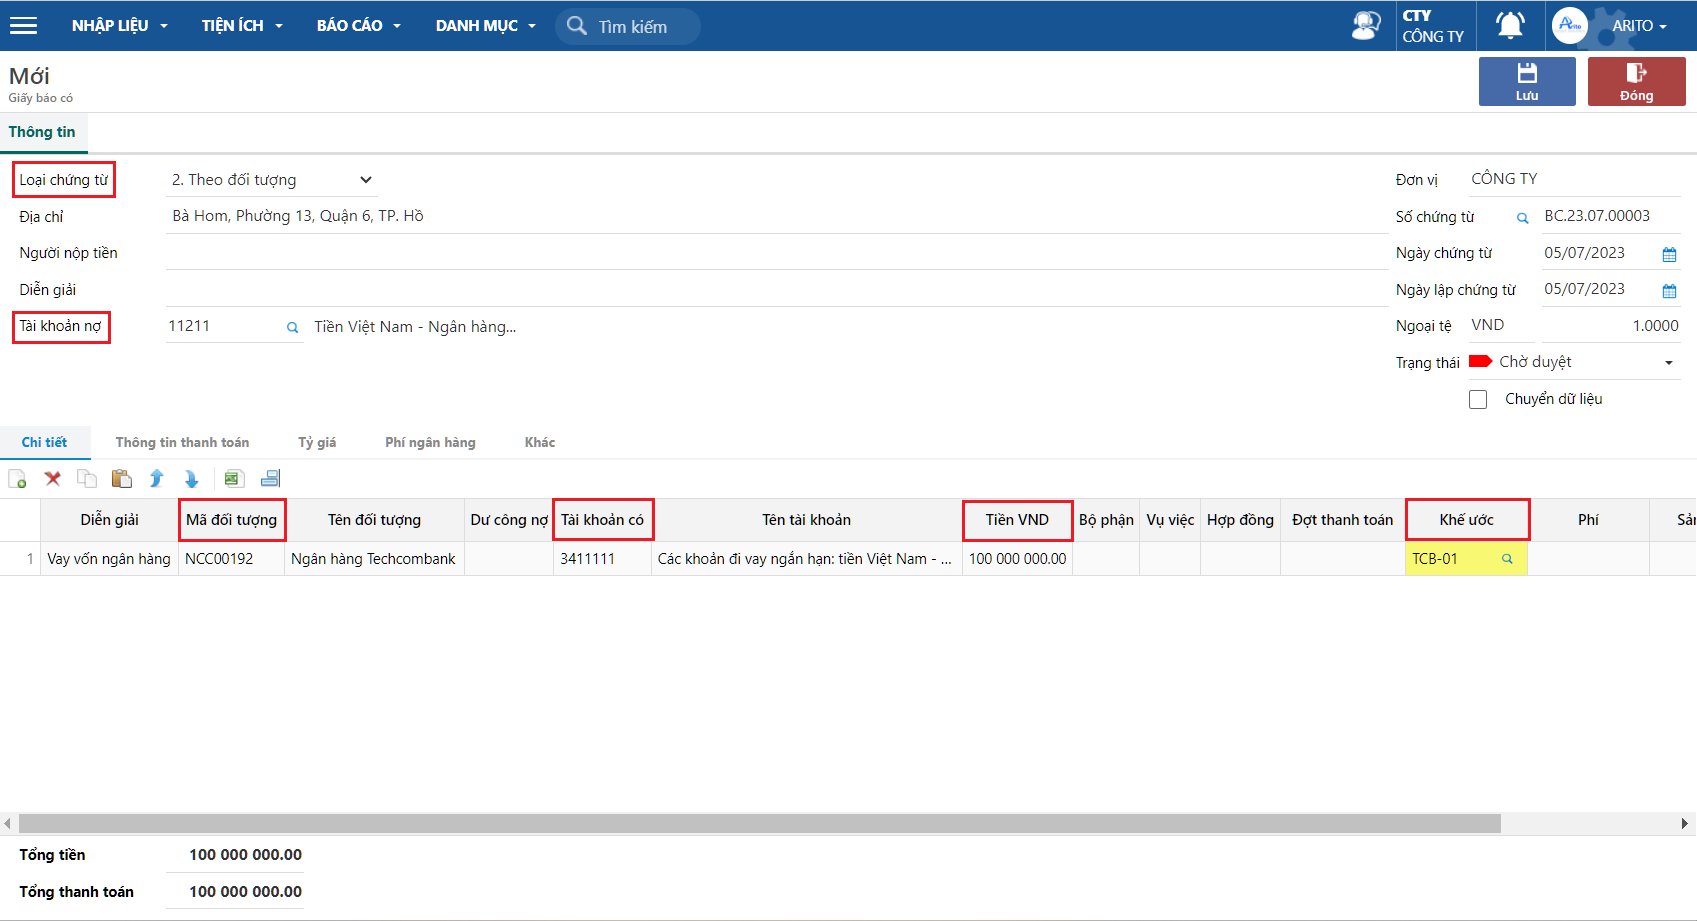 NHẬP LIỆU TIỆN ÍCH BÁO CÁO DANH MỤC Tìm kiếm CTY CÔNG TY Arito ARITO
Mới
Giấy báo có
Lưu Đóng
Thông tin
Loại chứng từ 2. Theo đối tượng Đơn vị CÔNG TY
Địa chỉ Bà Hom, Phường 13, Quận 6, TP. Hồ Số chứng từ BC.23.07.00003
Người nộp tiền Ngày chứng từ 05/07/2023
Diễn giải Ngày lập chứng từ 05/07/2023
Tài khoản nợ 11211 Tiền Việt Nam - Ngân hàng... Ngoại tệ VND 1.0000
Trạng thái Chờ duyệt
Chuyển dữ liệu
Chi tiết Thông tin thanh toán Tỷ giá Phí ngân hàng Khác
Diễn giải Mã đối tượng Tên đối tượng Dư công nợ Tài khoản có Tên tài khoản Tiền VND Bộ phận Vụ việc Hợp đồng Đợt thanh toán Khế ước Phí Sả
1 Vay vốn ngân hàng NCC00192 Ngân hàng Techcombank 3411111 Các khoản đi vay ngắn hạn: tiền Việt Nam - ... 100 000 000.00 TCB-01
Tổng tiền 100 000 000.00
Tổng thanh toán 100 000 000.00